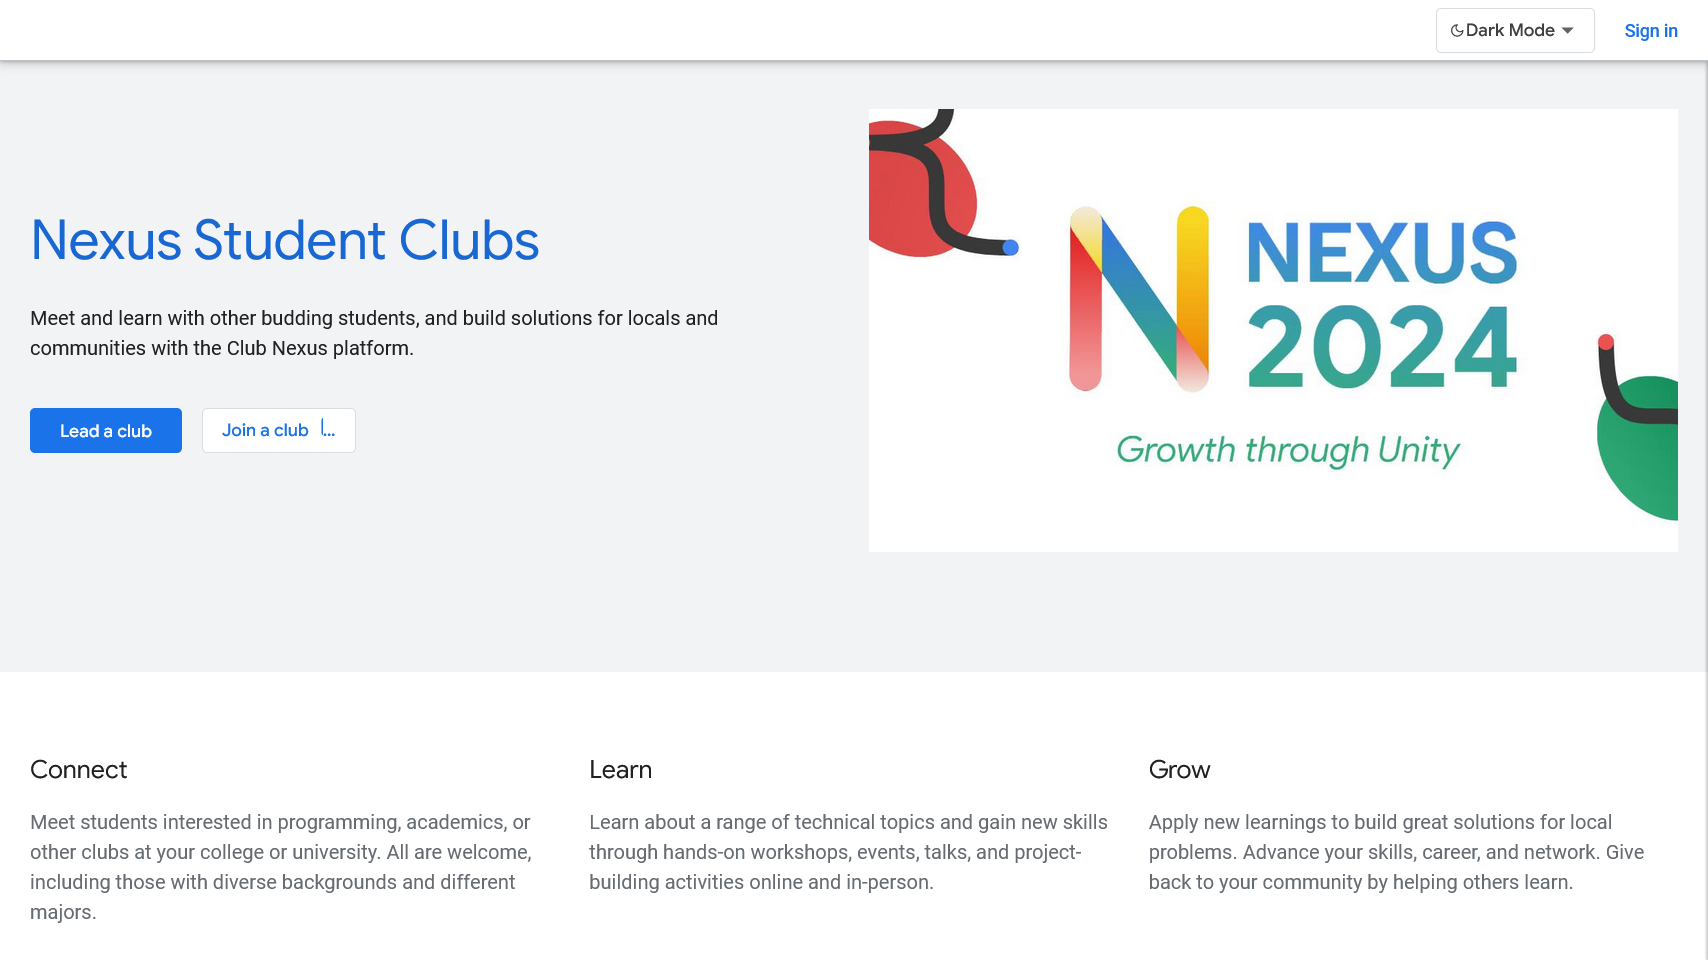 Dark Mode
Sign in
Nexus Student Clubs
Meet and learn with other budding students, and build solutions for locals and
communities with the Club Nexus platform.
Lead a club
Join a club ...
N NEXUS
2024
Growth through Unity
Connect
Meet students interested in programming, academics, or
other clubs at your college or university. All are welcome,
including those with diverse backgrounds and different
majors.
Learn
Learn about a range of technical topics and gain new skills
through hands-on workshops, events, talks, and project-
building activities online and in-person.
Grow
Apply new learnings to build great solutions for local
problems. Advance your skills, career, and network. Give
back to your community by helping others learn.